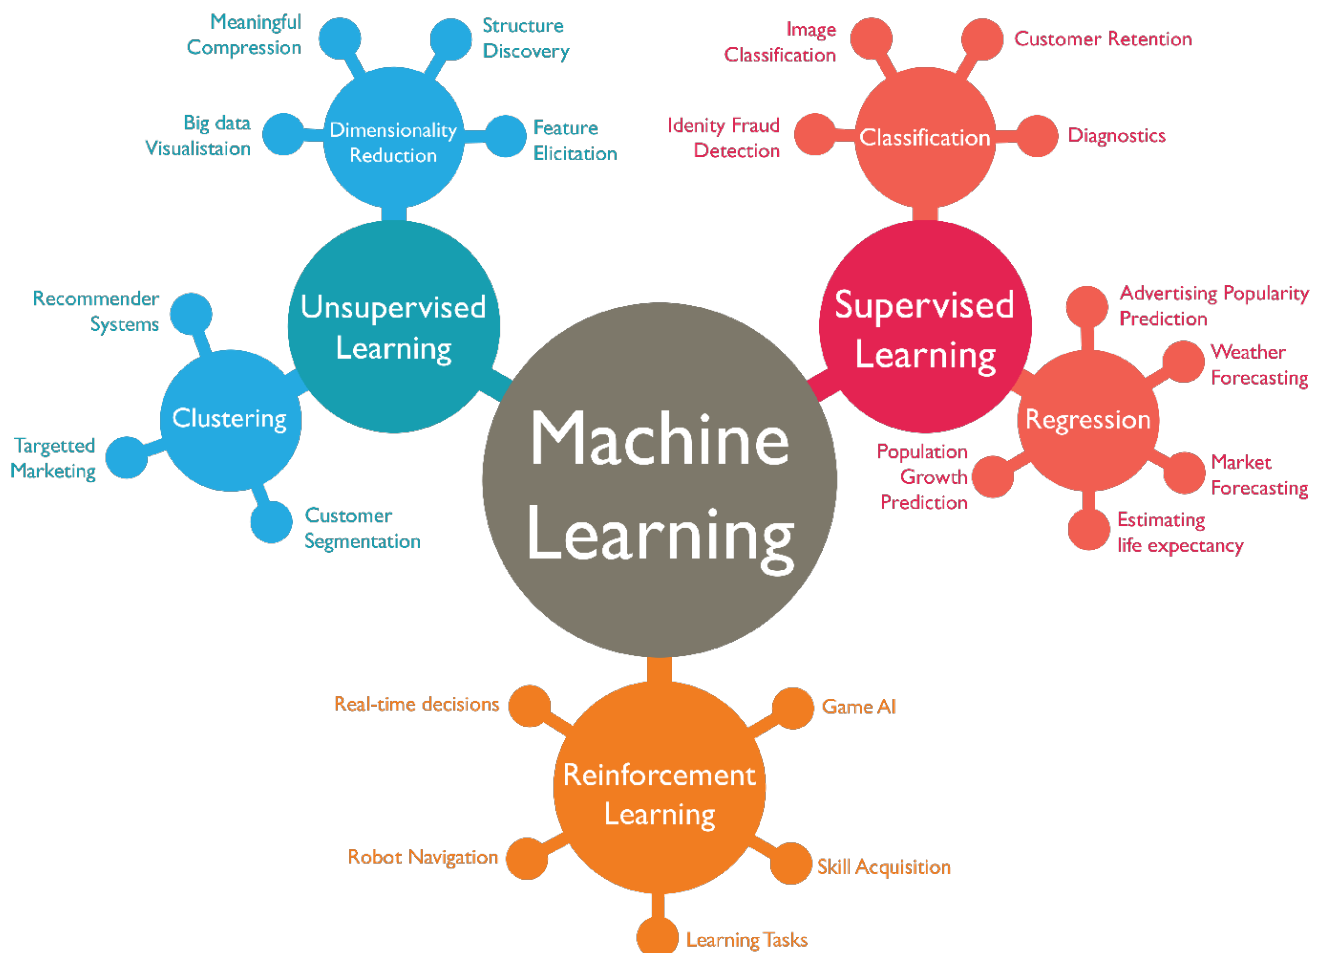 Meaningful
Compression
Structure
Discovery
Big data
Visualistaion
Dimensionality
Reduction
Feature
Elicitation
Image
Classification
Customer Retention
Idenity Fraud
Detection
Classification
Diagnostics
Unsupervised
Learning
Recommender
Systems
Clustering
Targetted
Marketing
Customer
Segmentation
Supervised
Learning
Advertising Popularity
Prediction
Weather
Forecasting
Regression
Population
Growth
Prediction
Market
Forecasting
Estimating
life expectancy
Machine
Learning
Real-time decisions
Game AI
Reinforcement
Learning
Robot Navigation
Skill Acquisition
Learning Tasks